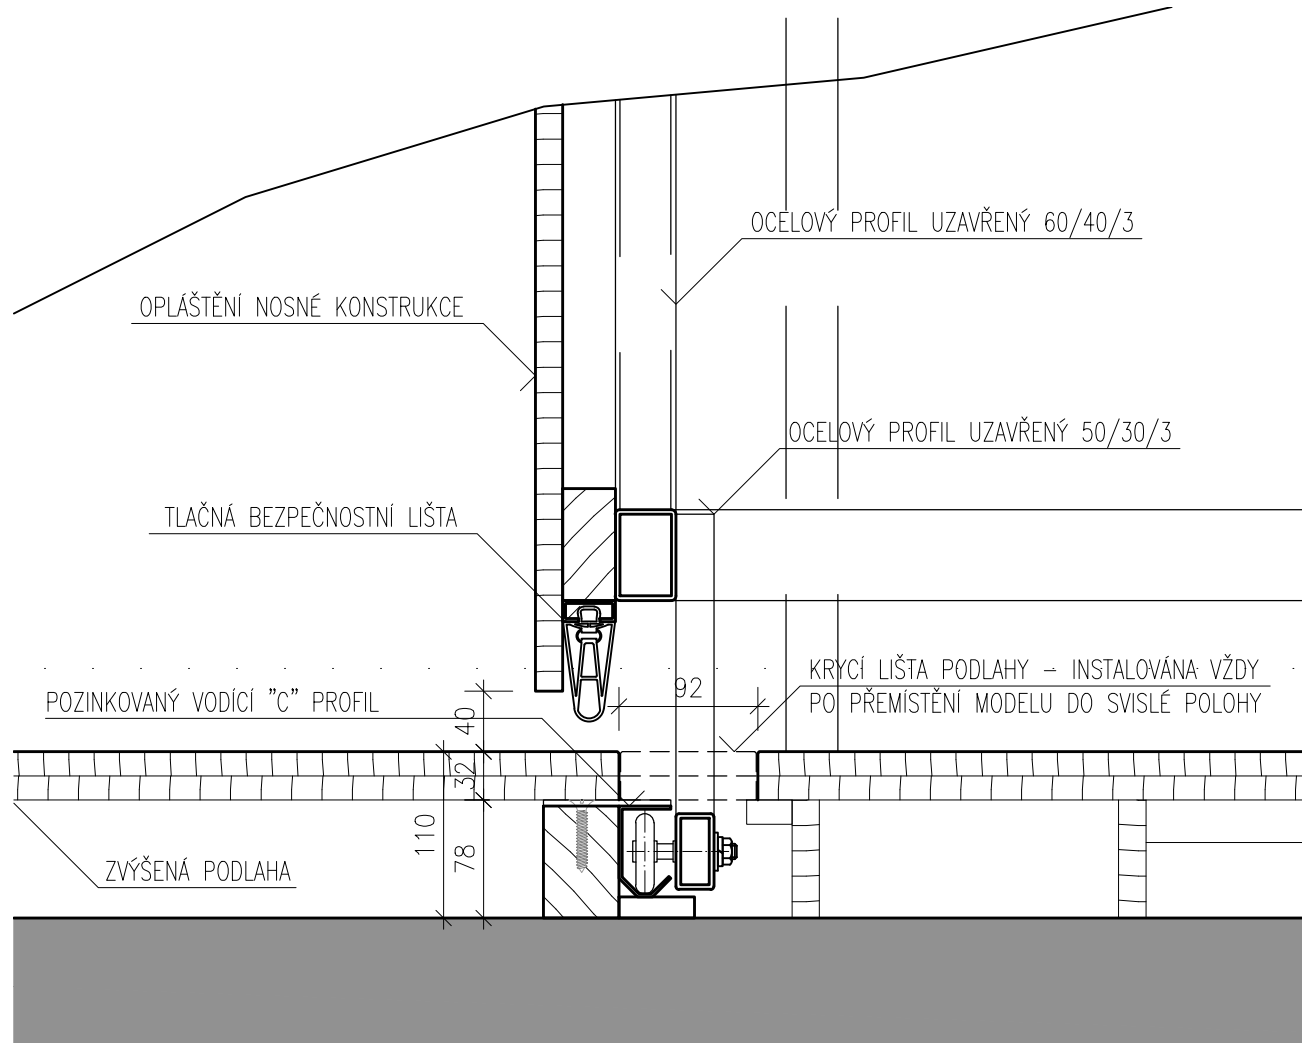 OCELOVÝ PROFIL UZAVŘENÝ 60/40/3
OPLÁŠTĚNÍ NOSNÉ KONSTRUKCE
OCELOVÝ PROFIL UZAVŘENÝ 50/30/3
TLAČNÁ BEZPEČNOSTNÍ LIŠTA
KRYCÍ LIŠTA PODLAHY – INSTALOVÁNA VŽDY
PO PŘEMÍSTĚNÍ MODELU DO SVISLÉ POLOHY
92
POZINKOVANÝ VODÍCÍ "C" PROFIL
40
32
110
78
ZVÝŠENÁ PODLAHA